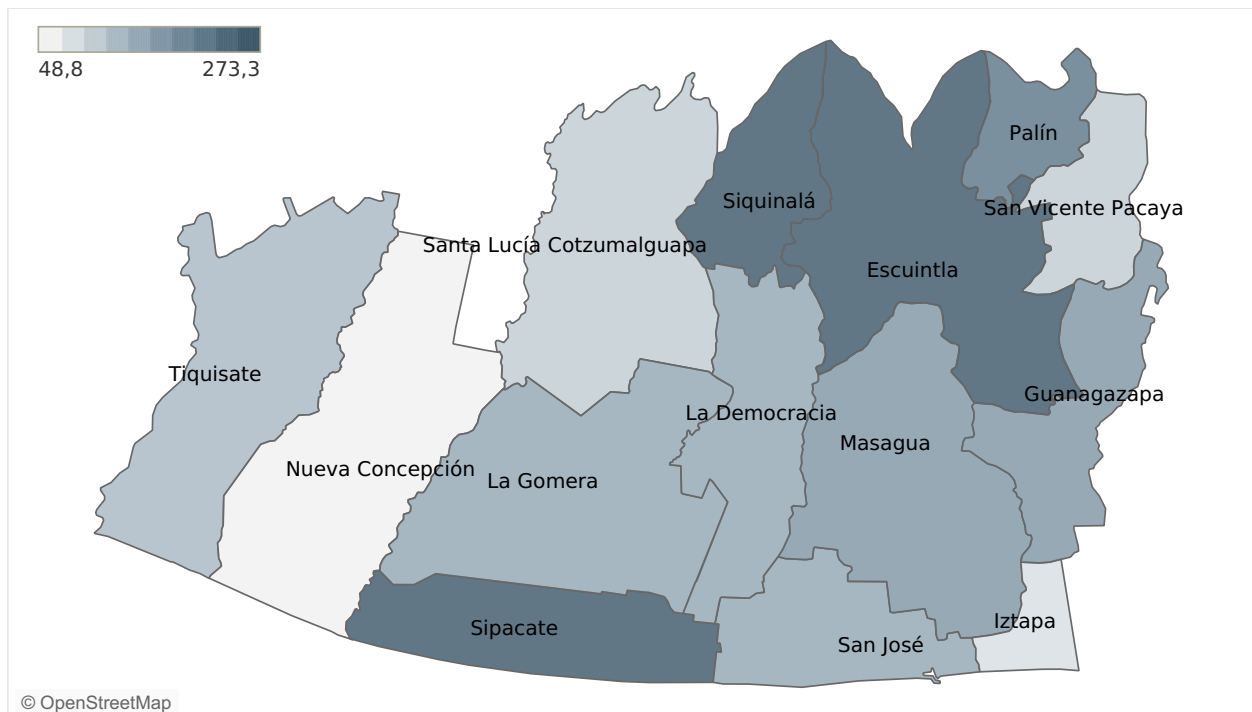 48,8
273,3
Palín
Siquinalá
San Vicente Pacaya
Santa Lucía Cotzumalguapa
Escuintla
Tiquisate
Guanagazapa
La Democracia
Masagua
Nueva Concepción
La Gomera
Iztapa
Sipacate
San José
© OpenStreetMap